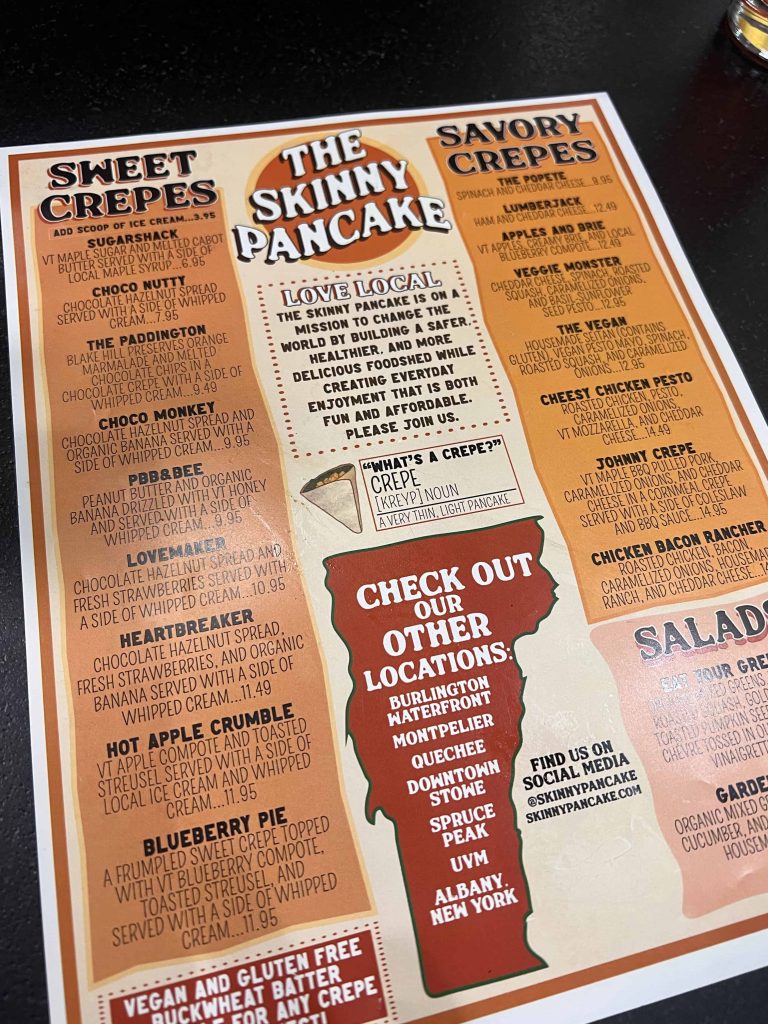 SWEET
CREPES
ADD SCOOP OF ICE CREAM...3.95
SUGARSHACK
VT MAPLE SUGAR AND MELTED CABOT
BUTTER SERVED WITH A SIDE OF
LOCAL MAPLE SYRUP...6.95
CHOCO NUTTY
CHOCOLATE HAZELNUT SPREAD
SERVED WITH A SIDE OF WHIPPED
CREAM...7.95
THE PADDINGTON
BLAKE HILL PRESERVES ORANGE
MARMALADE AND MELTED
CHOCOLATE CHIPS IN A
CHOCOLATE CREPE WITH A SIDE OF
WHIPPED CREAM...9.49
CHOCO MONKEY
CHOCOLATE HAZELNUT SPREAD AND
ORGANIC BANANA SERVED WITH A
SIDE OF WHIPPED CREAM...9.95
PBB&BEE
PEANUT BUTTER AND ORGANIC
BANANA DRIZZLED WITH VT HONEY
AND SERVED WITH A SIDE OF
WHIPPED CREAM...9.95
LOVEMAKER
CHOCOLATE HAZELNUT SPREAD AND
FRESH STRAWBERRIES SERVED WITH
A SIDE OF WHIPPED CREAM...10.95
HEARTBREAKER
CHOCOLATE HAZELNUT SPREAD,
FRESH STRAWBERRIES, AND ORGANIC
BANANA SERVED WITH A SIDE OF
WHIPPED CREAM...11.49
HOT APPLE CRUMBLE
VT APPLE COMPOTE AND TOASTED
STREUSEL SERVED WITH A SIDE OF
LOCAL ICE CREAM AND WHIPPED
CREAM...11.95
BLUEBERRY PIE
A FRUMPLED SWEET CREPE TOPPED
WITH VT BLUEBERRY COMPOTE,
TOASTED STREUSEL, AND
SERVED WITH A SIDE OF WHIPPED
CREAM...11.95
VEGAN AND GLUTEN FREE
BUCKWHEAT BATTER
FOR ANY CREPE
THE
SKINNY
PANCAKE
LOVE LOCAL
THE SKINNY PANCAKE IS ON A
MISSION TO CHANGE THE
WORLD BY BUILDING A SAFER,
HEALTHIER, AND MORE
DELICIOUS FOODSHED WHILE
CREATING EVERYDAY
ENJOYMENT THAT IS BOTH
FUN AND AFFORDABLE.
PLEASE JOIN US.
"WHAT'S A CREPE?"
CREPE
[KREYP] NOUN
A VERY THIN, LIGHT PANCAKE
CHECK OUT
OUR
OTHER
LOCATIONS:
BURLINGTON
WATERFRONT
MONTPELIER
QUECHEE
DOWNTOWN
STOWE
SPRUCE
PEAK
UVM
ALBANY,
NEW YORK
FIND US ON
SOCIAL MEDIA
@SKINNYPANCAKE
SKINNYPANCAKE.COM
SAVORY
CREPES
THE POPEYE
SPINACH AND CHEDDAR CHEESE...9.95
LUMBERJACK
HAM AND CHEDDAR CHEESE...12.49
APPLES AND BRIE
VT APPLES, CREAMY BRIE, AND LOCAL
BLUEBERRY COMPOTE...12.49
VEGGIE MONSTER
CHEDDAR CHEESE, SPINACH, ROASTED
SQUASH, CARAMELIZED ONIONS,
AND BASIL SUNFLOWER
SEED PESTO...12.95
THE VEGAN
HOUSEMADE SEITAN (CONTAINS
GLUTEN), VEGAN PESTO MAYO, SPINACH,
ROASTED SQUASH, AND CARAMELIZED
ONIONS...12.95
CHEESY CHICKEN PESTO
ROASTED CHICKEN, PESTO,
CARAMELIZED ONIONS,
VT MOZZARELLA, AND CHEDDAR
CHEESE...14.49
JOHNNY CREPE
VT MAPLE BBQ PULLED PORK,
CARAMELIZED ONIONS, AND CHEDDAR
CHEESE IN A CORNMEAL CREPE
SERVED WITH A SIDE OF COLESLAW
AND BBQ SAUCE...14.95
CHICKEN BACON RANCHER
ROASTED CHICKEN, BACON,
CARAMELIZED ONIONS, HOUSEMADE
RANCH, AND CHEDDAR CHEESE...
SALADS
EAT YOUR
GREENS,
SQUASH,
TOASTED PUMPKIN
CHEVRE TOSSED IN
ORGANIC MIXED
CUCUMBER, AND